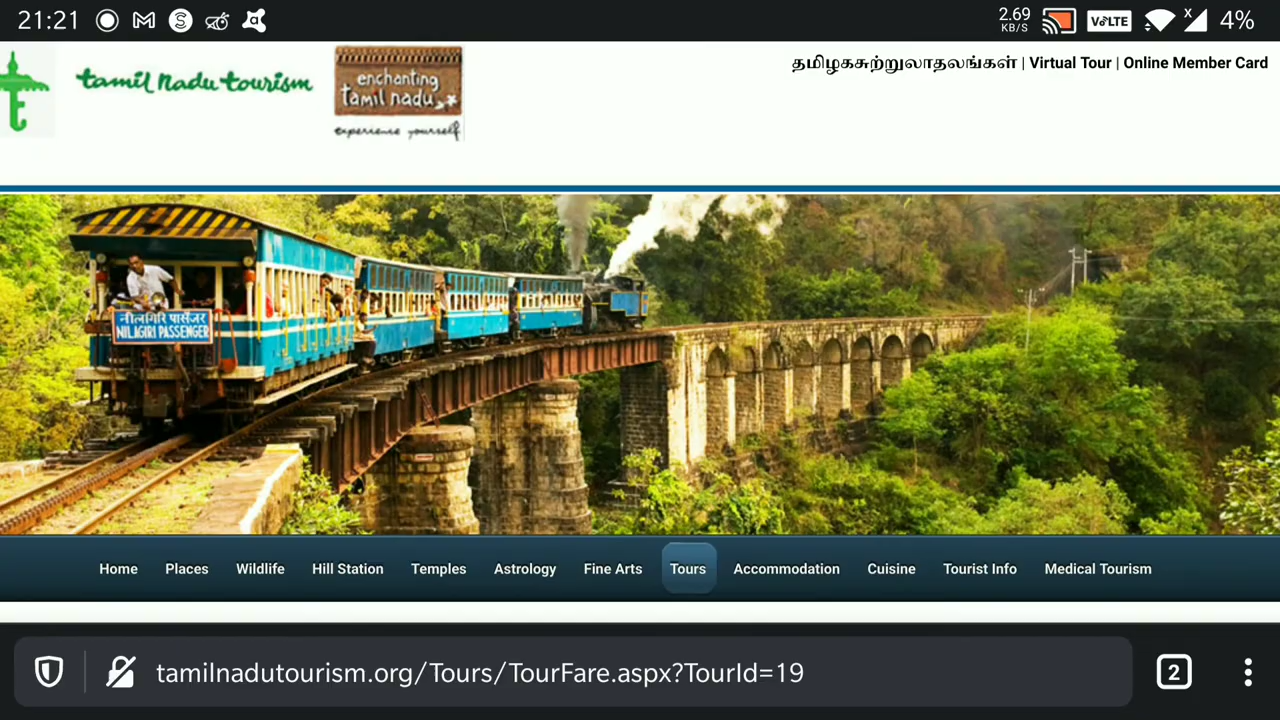 21:21
2.69
KB/S
VoLTE
X
4%
tamil nadu tourism
enchanting
tamil nadu
experience yourself
தமிழகசுற்றுலாதலங்கள் | Virtual Tour | Online Member Card
नीलगिरि पासेंजर
NILAGIRI PASSENGER
Home Places Wildlife Hill Station Temples Astrology Fine Arts Tours Accommodation Cuisine Tourist Info Medical Tourism
tamilnadutourism.org/Tours/TourFare.aspx?TourId=19
2